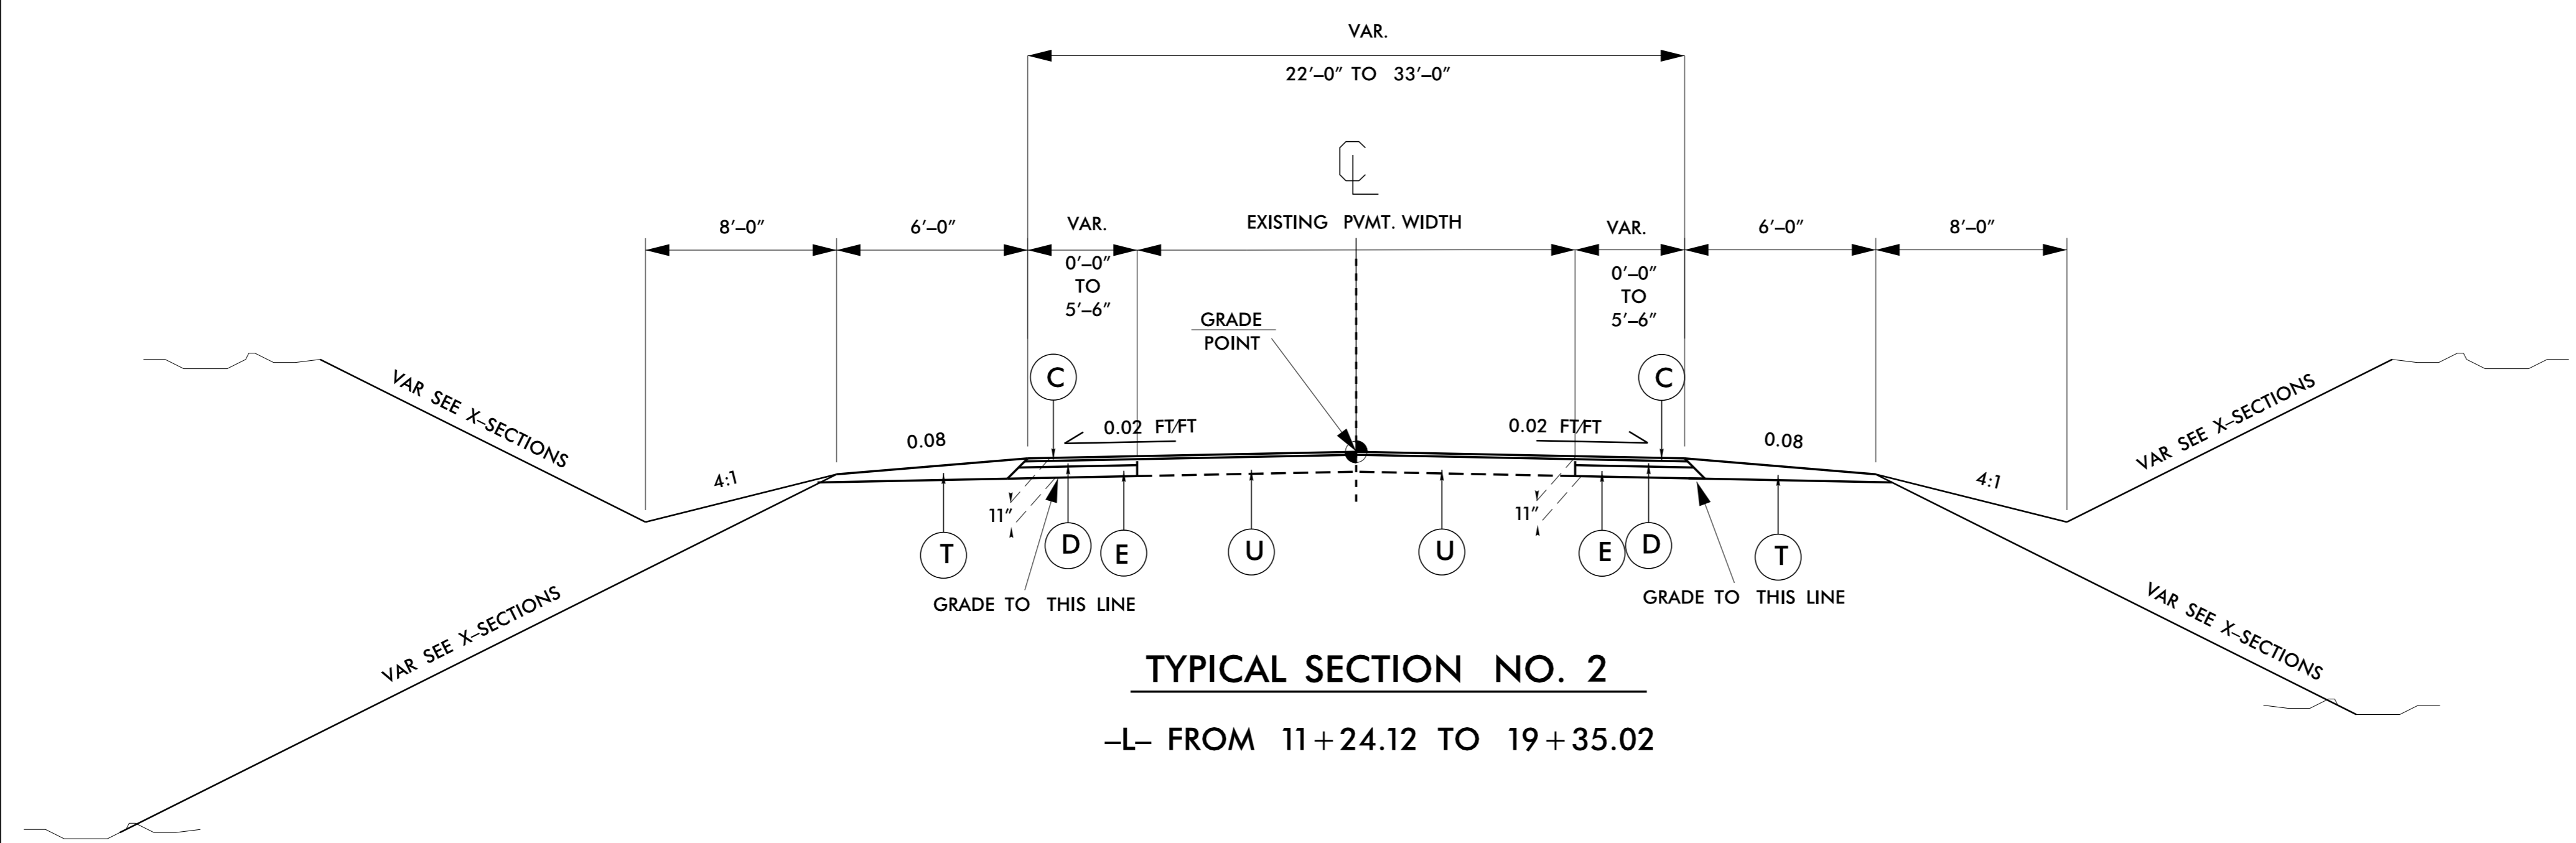 VAR.
22'–0" TO 33'–0"
CL
8'–0"
6'–0"
VAR.
EXISTING PVMT. WIDTH
VAR.
6'–0"
8'–0"
0'–0"
TO
5'–6"
0'–0"
TO
5'–6"
GRADE
POINT
C
C
VAR SEE X–SECTIONS
VAR SEE X–SECTIONS
0.08
0.02 FT/FT
0.02 FT/FT
0.08
4:1
4:1
11"
11"
T
D
E
U
U
E
D
T
GRADE TO THIS LINE
GRADE TO THIS LINE
VAR SEE X–SECTIONS
VAR SEE X–SECTIONS
TYPICAL SECTION NO. 2
–L– FROM 11+24.12 TO 19+35.02